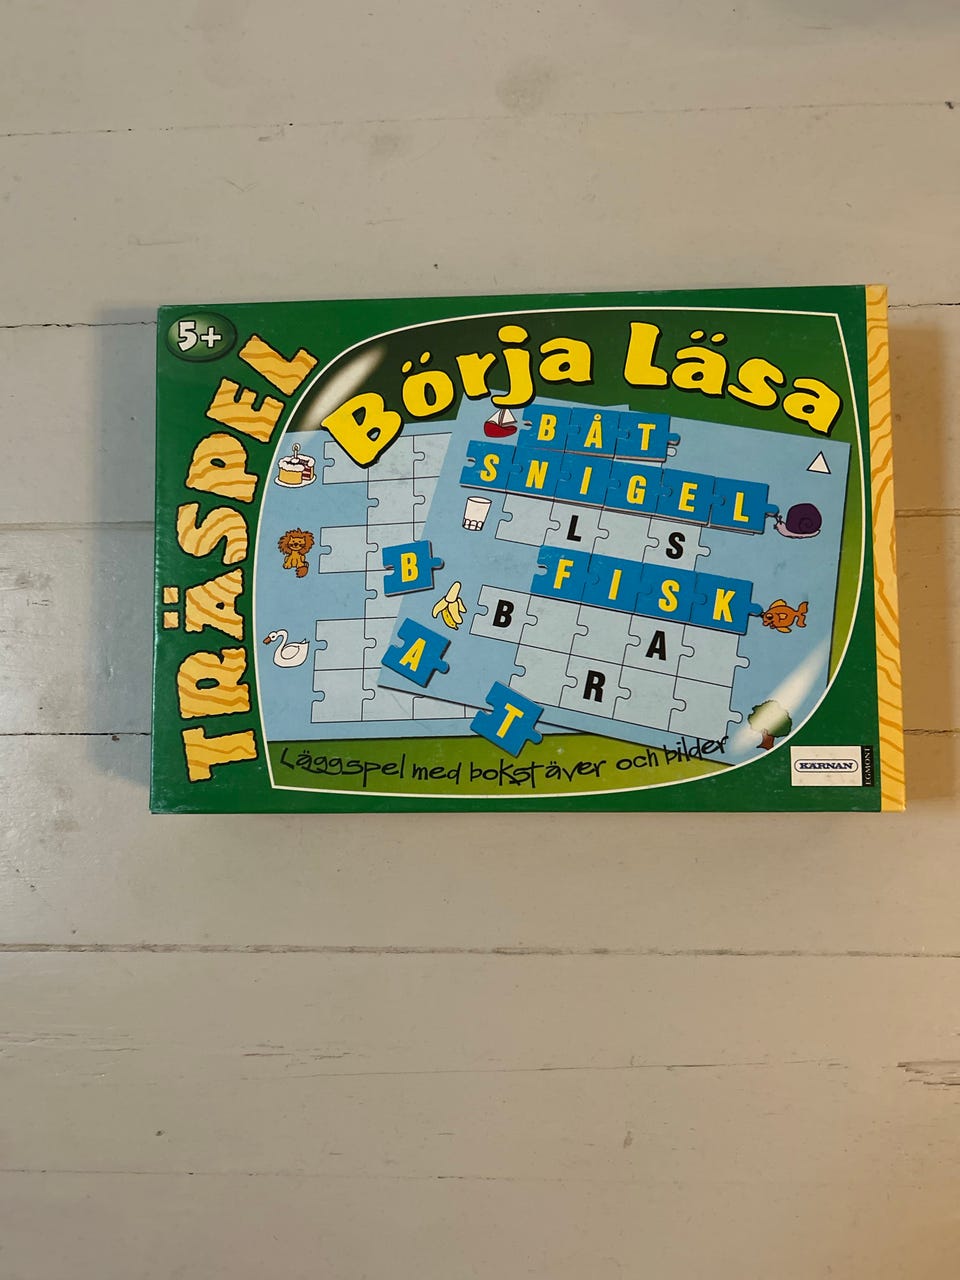 5+
TRÄSPEL
Börja Läsa
BÅT
SNIGEL
L S
FISK
B
B
A
A
R
T
Läggspel med bokstäver och bilder
KÄRNAN
EGMONT